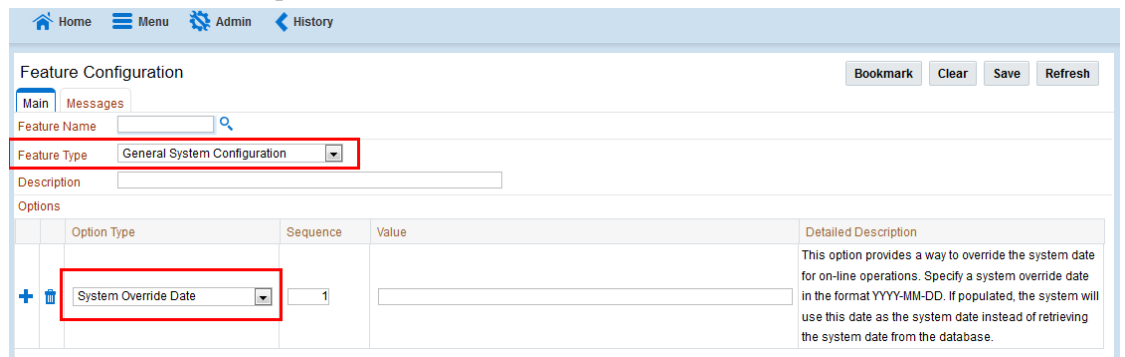 Home Menu Admin History
Feature Configuration
Bookmark Clear Save Refresh
Main Messages
Feature Name
Feature Type General System Configuration
Description
Options
Option Type Sequence Value Detailed Description
System Override Date 1
This option provides a way to override the system date
for on-line operations. Specify a system override date
in the format YYYY-MM-DD. If populated, the system will
use this date as the system date instead of retrieving
the system date from the database.